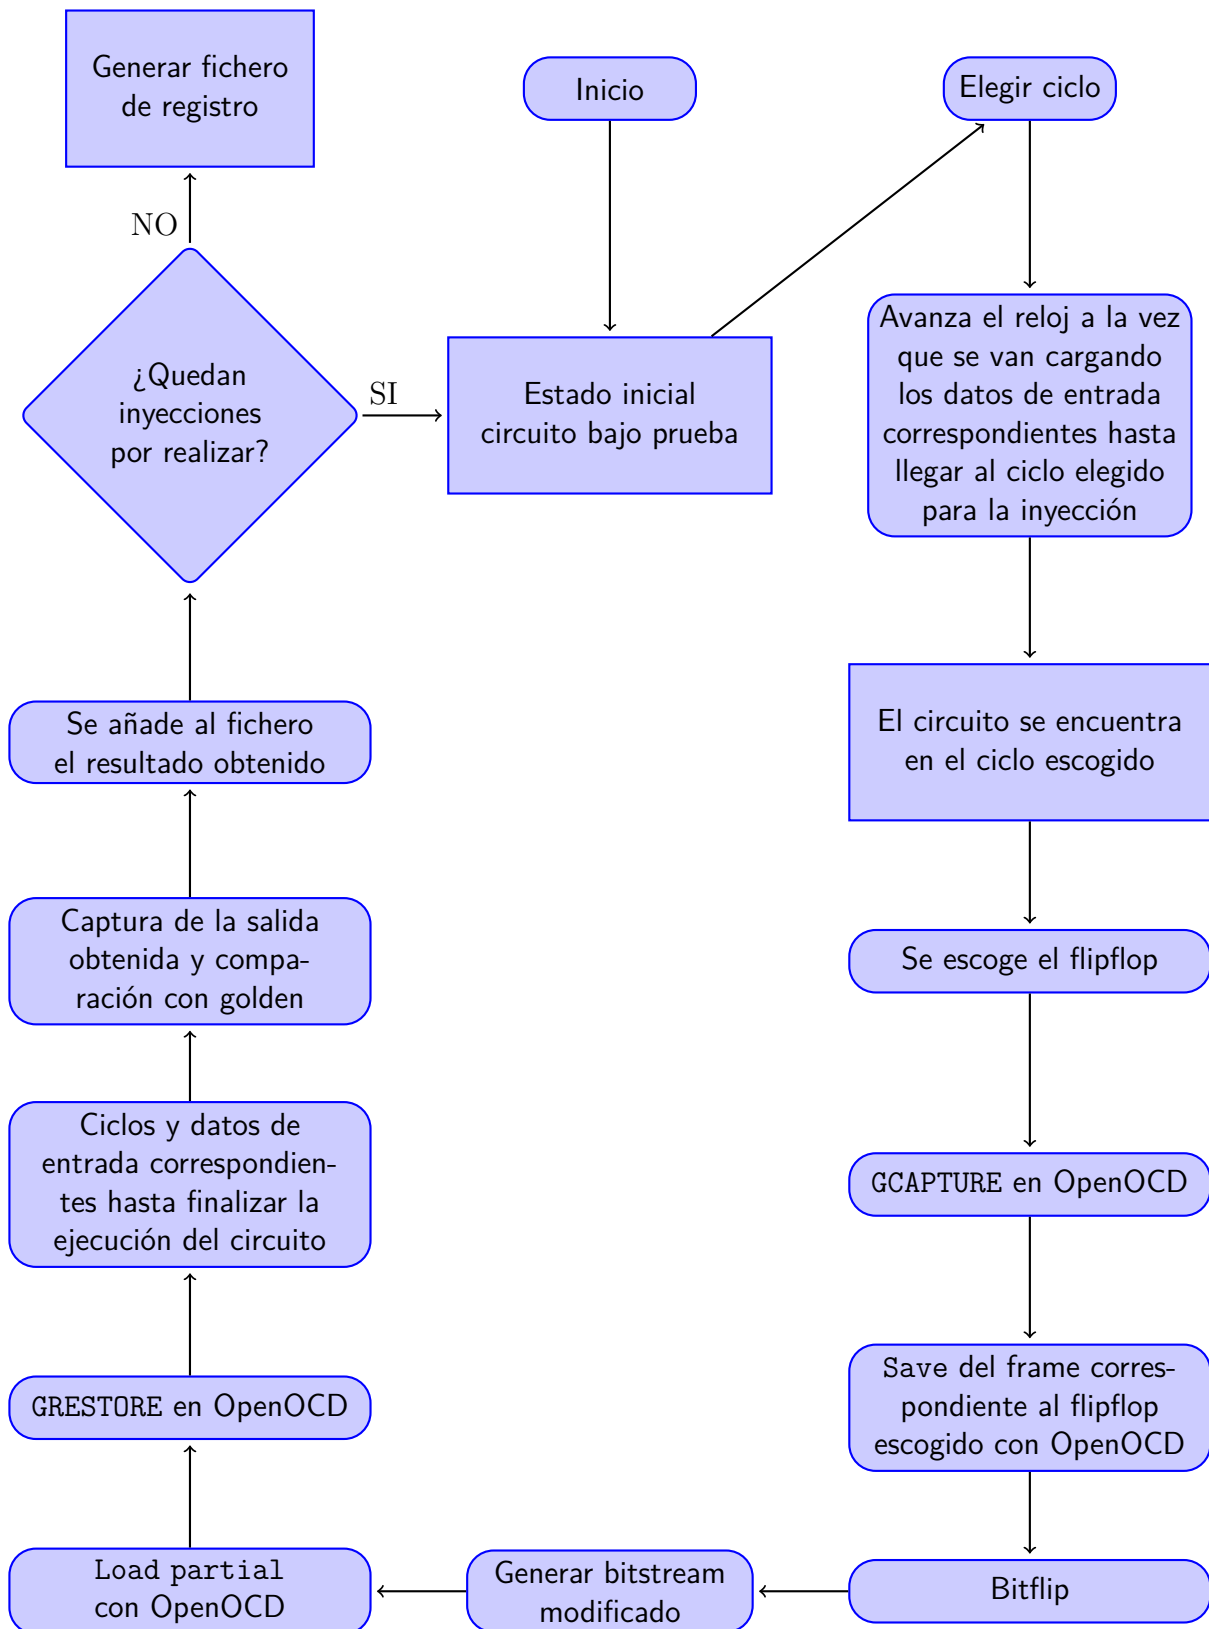 Generar fichero
de registro
Inicio
Elegir ciclo
NO
¿Quedan
inyecciones
por realizar?
SI
Estado inicial
circuito bajo prueba
Avanza el reloj a la vez
que se van cargando
los datos de entrada
correspondientes hasta
llegar al ciclo elegido
para la inyección
El circuito se encuentra
en el ciclo escogido
Se escoge el flipflop
GCAPTURE en OpenOCD
Save del frame corres-
pondiente al flipflop
escogido con OpenOCD
Bitflip
Generar bitstream
modificado
Load partial
con OpenOCD
GRESTORE en OpenOCD
Ciclos y datos de
entrada correspondien-
tes hasta finalizar la
ejecución del circuito
Captura de la salida
obtenida y compa-
ración con golden
Se añade al fichero
el resultado obtenido